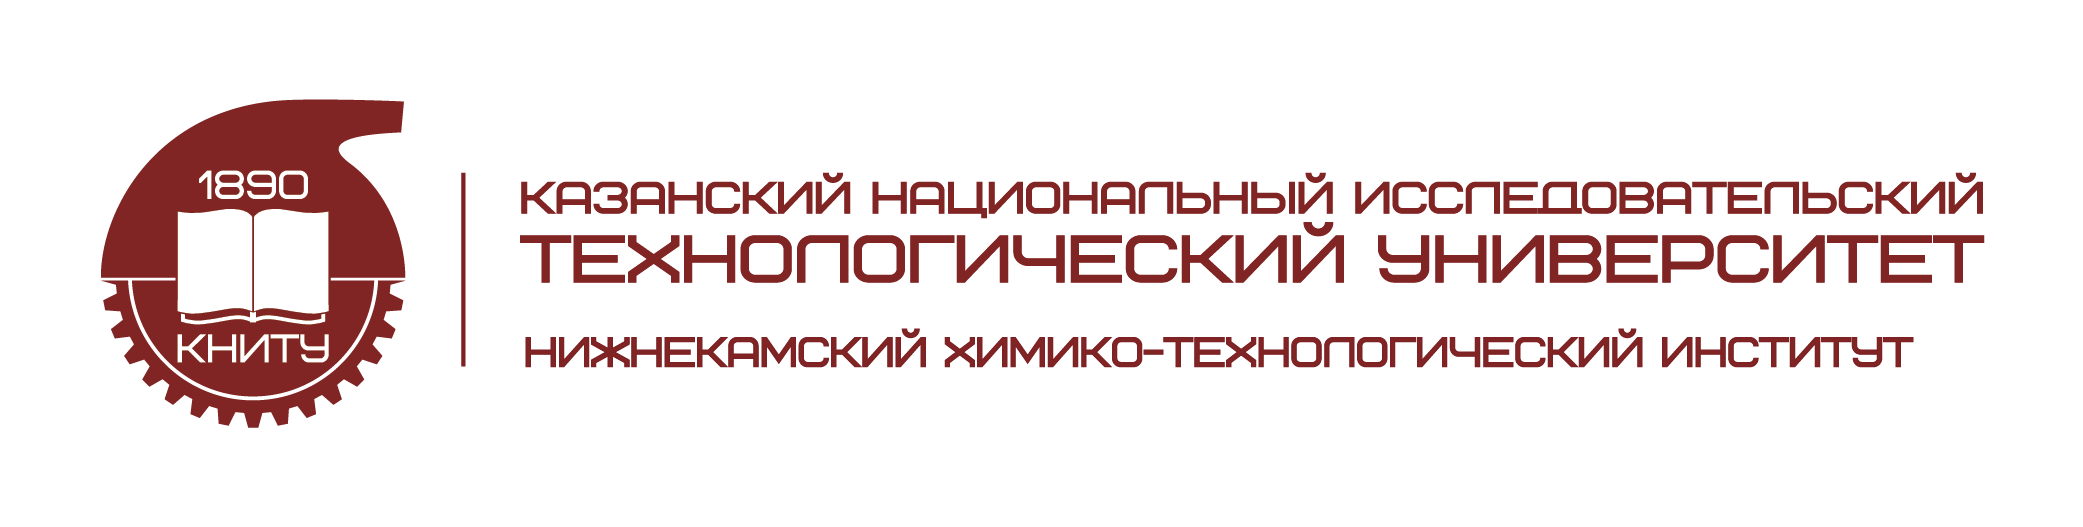 1890
КНИТУ
КАЗАНСКИЙ НАЦИОНАЛЬНЫЙ ИССЛЕДОВАТЕЛЬСКИЙ
ТЕХНОЛОГИЧЕСКИЙ УНИВЕРСИТЕТ
НИЖНЕКАМСКИЙ ХИМИКО-ТЕХНОЛОГИЧЕСКИЙ ИНСТИТУТ